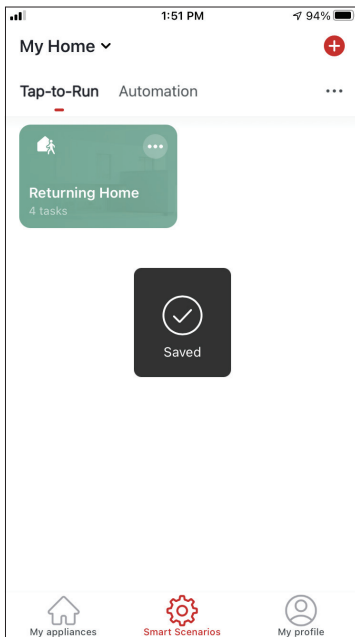 1:51 PM 94%
My Home
Tap-to-Run Automation
Returning Home
4 tasks
Saved
My appliances Smart Scenarios My profile